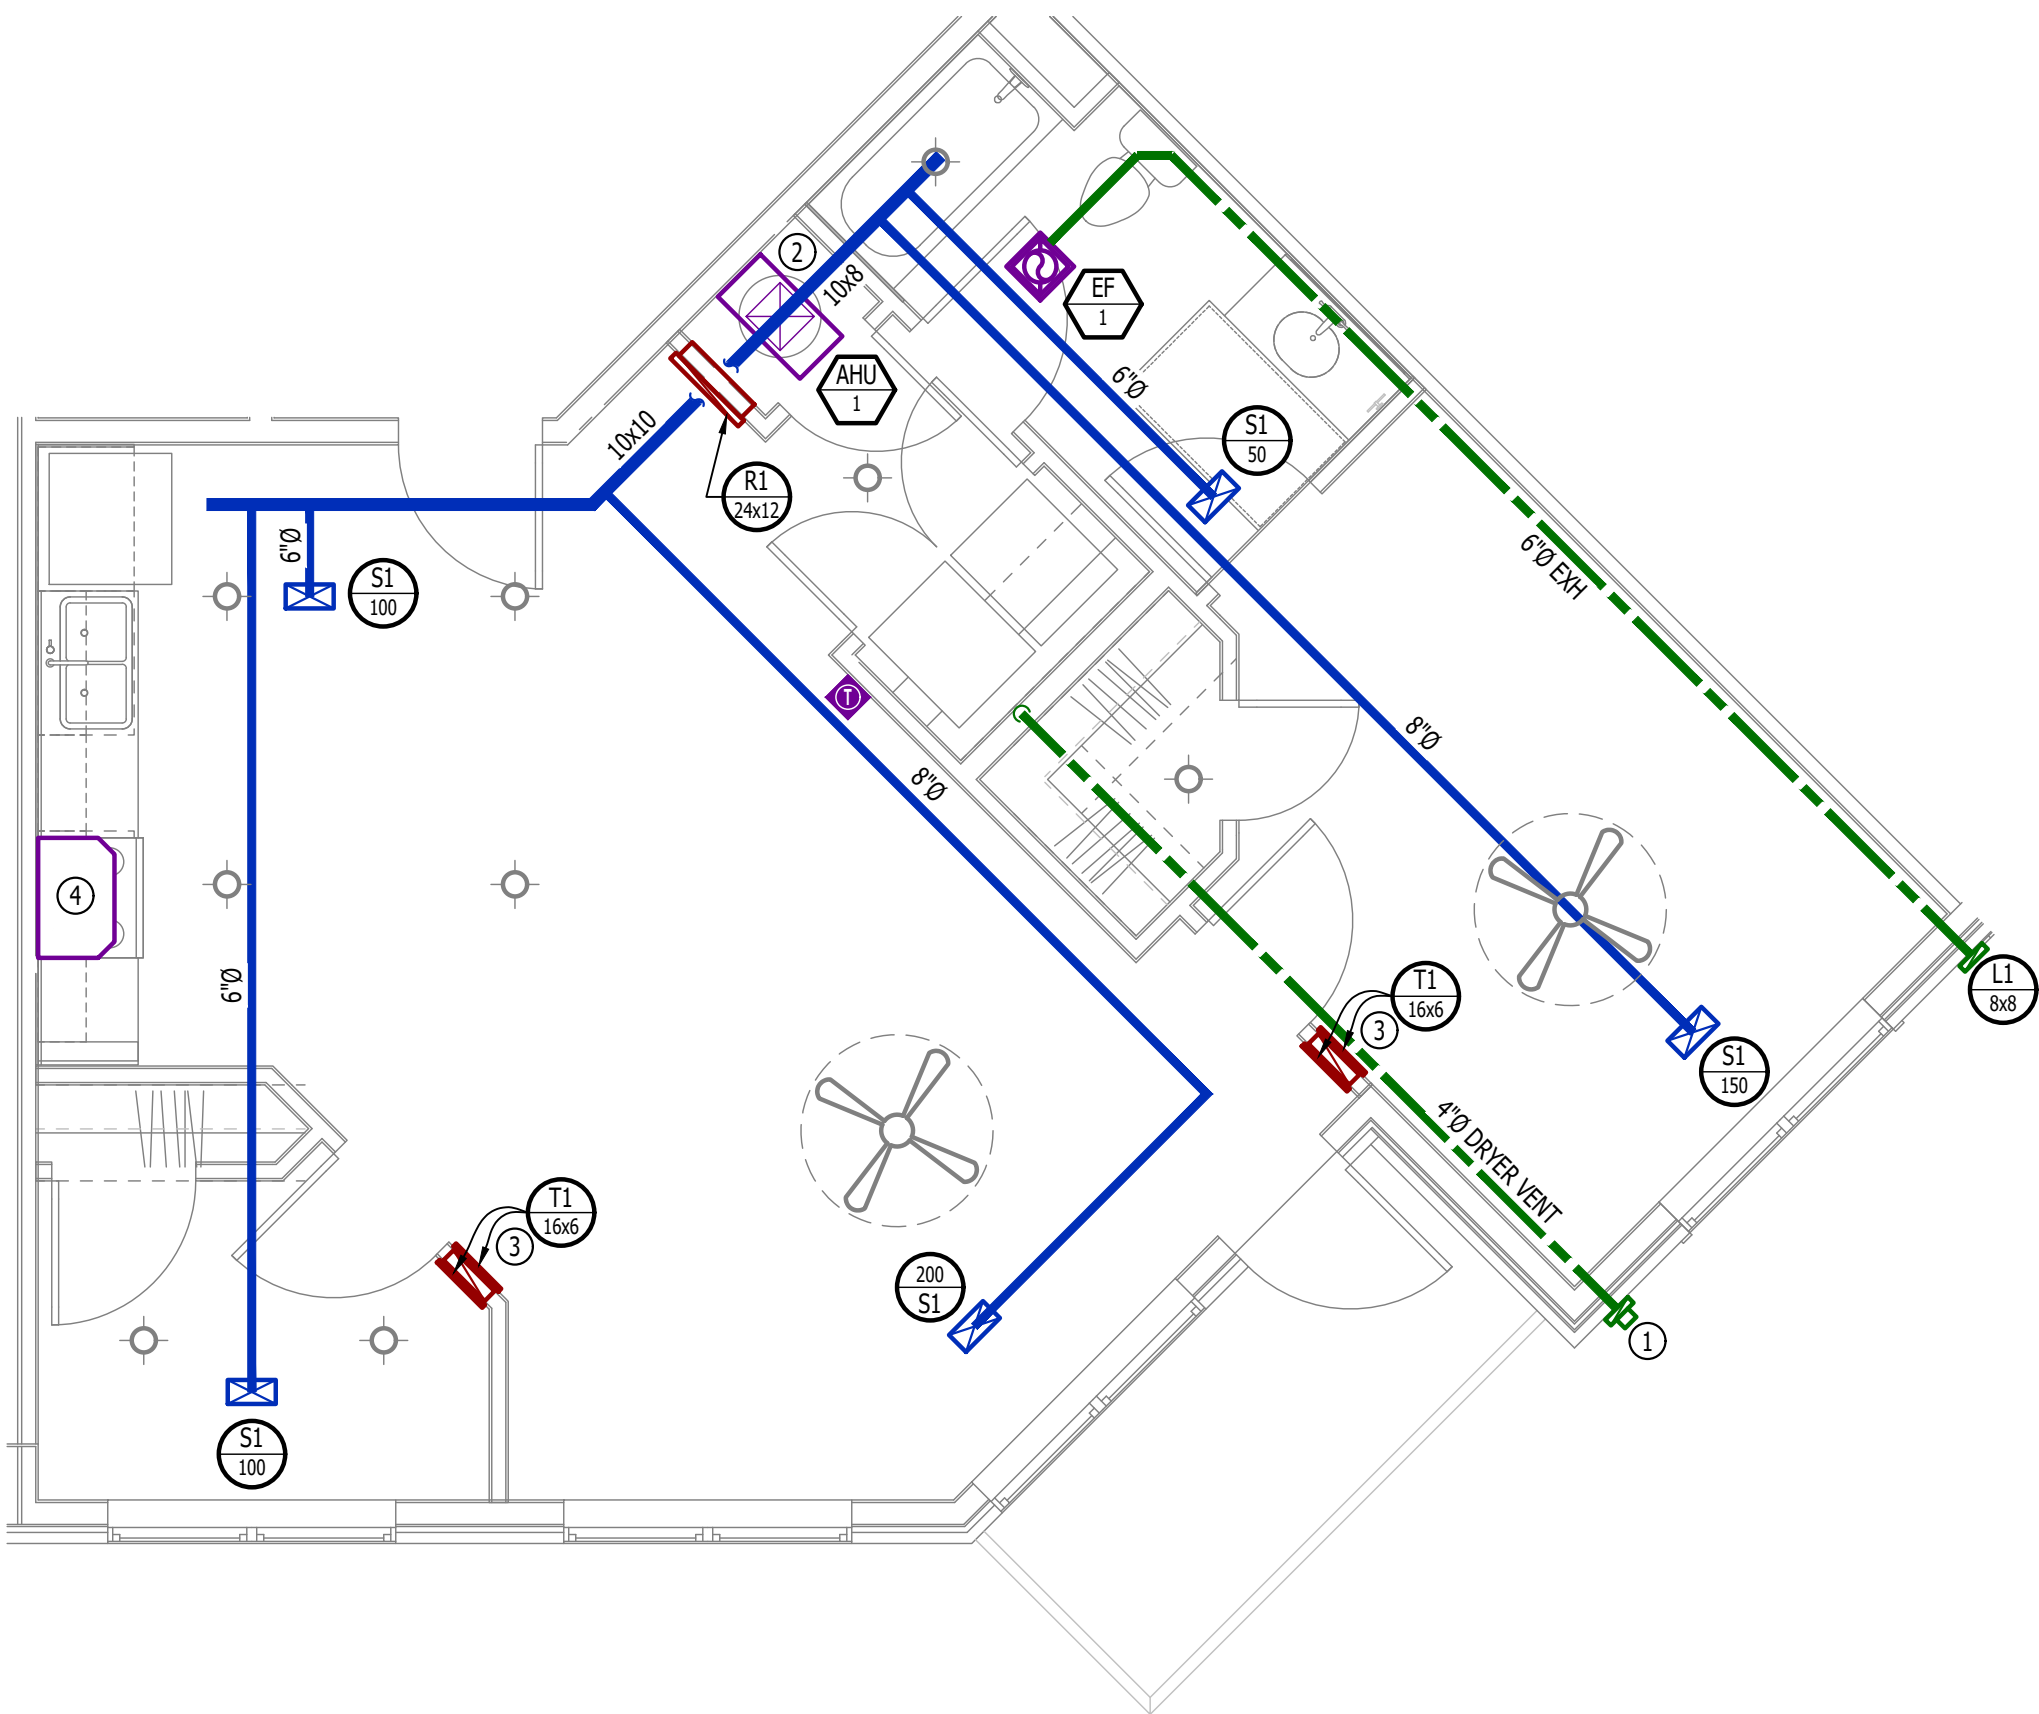 2
10x8
EF
1
AHU
1
10x10
6"Ø
S1
50
R1
24x12
6"Ø
S1
100
6"Ø EXH
T
8"Ø
8"Ø
4
6"Ø
T1
16x6
3
L1
8x8
S1
150
4"Ø DRYER VENT
T1
16x6
3
200
S1
1
S1
100